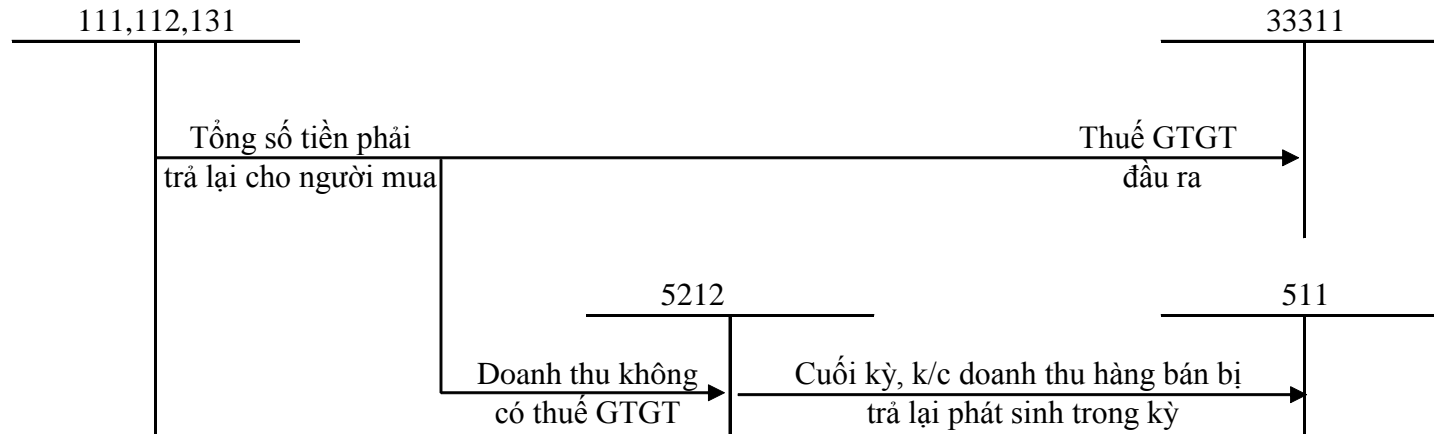 111,112,131
33311
Tổng số tiền phải
trả lại cho người mua
Thuế GTGT
đầu ra
5212
511
Doanh thu không
có thuế GTGT
Cuối kỳ, k/c doanh thu hàng bán bị
trả lại phát sinh trong kỳ